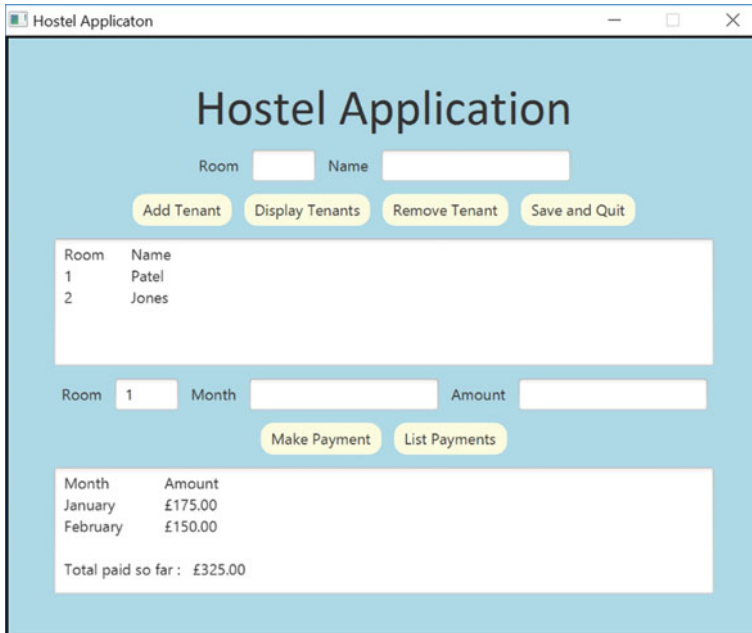 Hostel Applicaton
Hostel Application
Room Name
Add Tenant Display Tenants Remove Tenant Save and Quit
Room Name
1 Patel
2 Jones
Room 1 Month Amount
Make Payment List Payments
Month Amount
January £175.00
February £150.00
Total paid so far : £325.00